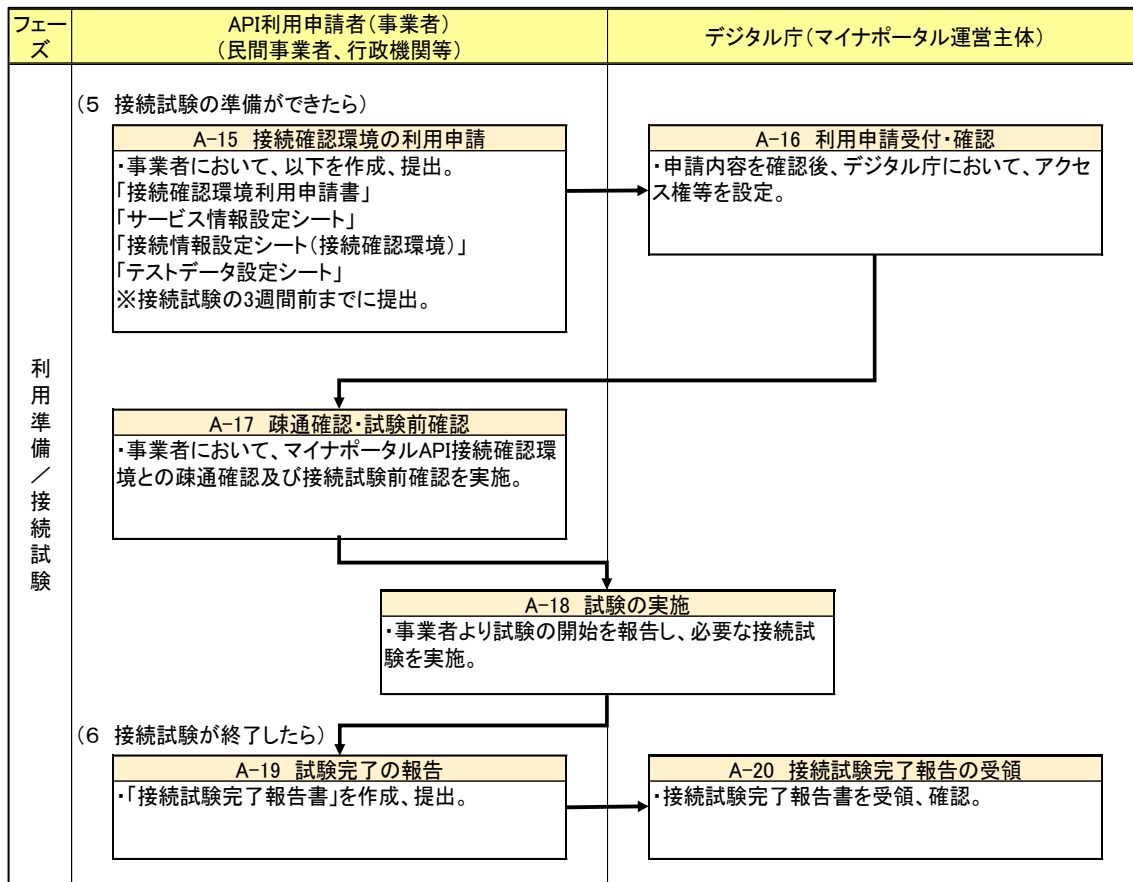 フェー
ズ
API利用申請者（事業者）
（民間事業者、行政機関等）
デジタル庁（マイナポータル運営主体）
利用準備／接続試験
（５　接続試験の準備ができたら）
A-15　接続確認環境の利用申請
・事業者において、以下を作成、提出。
「接続確認環境利用申請書」
「サービス情報設定シート」
「接続情報設定シート（接続確認環境）」
「テストデータ設定シート」
※接続試験の3週間前までに提出。
A-16　利用申請受付・確認
・申請内容を確認後、デジタル庁において、アクセ
ス権等を設定。
A-17　疎通確認・試験前確認
・事業者において、マイナポータルAPI接続確認環
境との疎通確認及び接続試験前確認を実施。
A-18　試験の実施
・事業者より試験の開始を報告し、必要な接続試
験を実施。
（６　接続試験が終了したら）
A-19　試験完了の報告
・「接続試験完了報告書」を作成、提出。
A-20　接続試験完了報告の受領
・接続試験完了報告書を受領、確認。